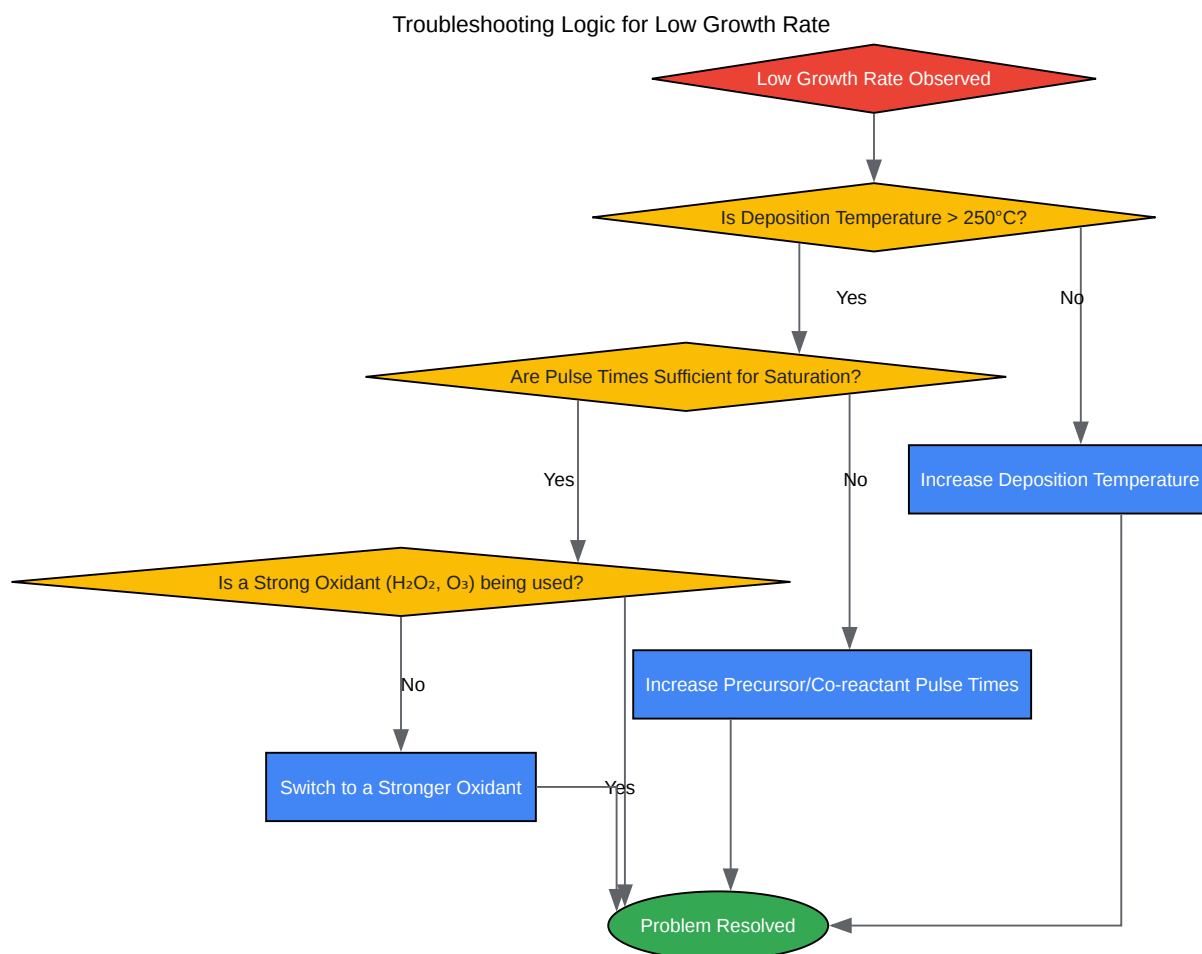 Troubleshooting Logic for Low Growth Rate
Low Growth Rate Observed
Is Deposition Temperature > 250°C?
Yes
No
Are Pulse Times Sufficient for Saturation?
Yes
No
Increase Deposition Temperature
Is a Strong Oxidant (H₂O₂, O₃) being used?
No
Increase Precursor/Co-reactant Pulse Times
Switch to a Stronger Oxidant
Yes
Problem Resolved